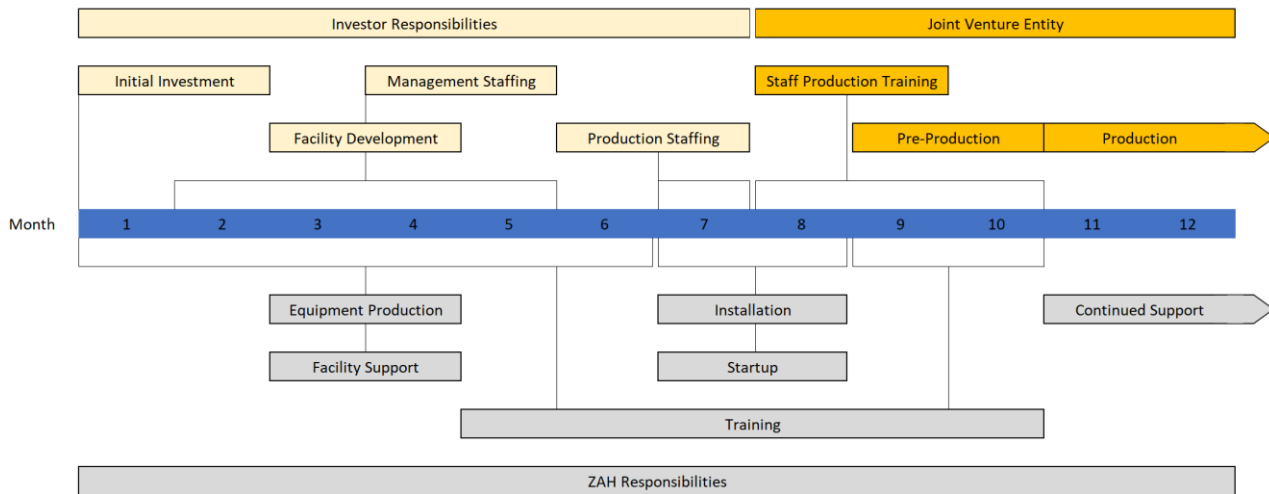 Investor Responsibilities
Joint Venture Entity
Initial Investment
Management Staffing
Staff Production Training
Facility Development
Production Staffing
Pre-Production
Production
Month
1
2
3
4
5
6
7
8
9
10
11
12
Equipment Production
Installation
Continued Support
Facility Support
Startup
Training
ZAH Responsibilities